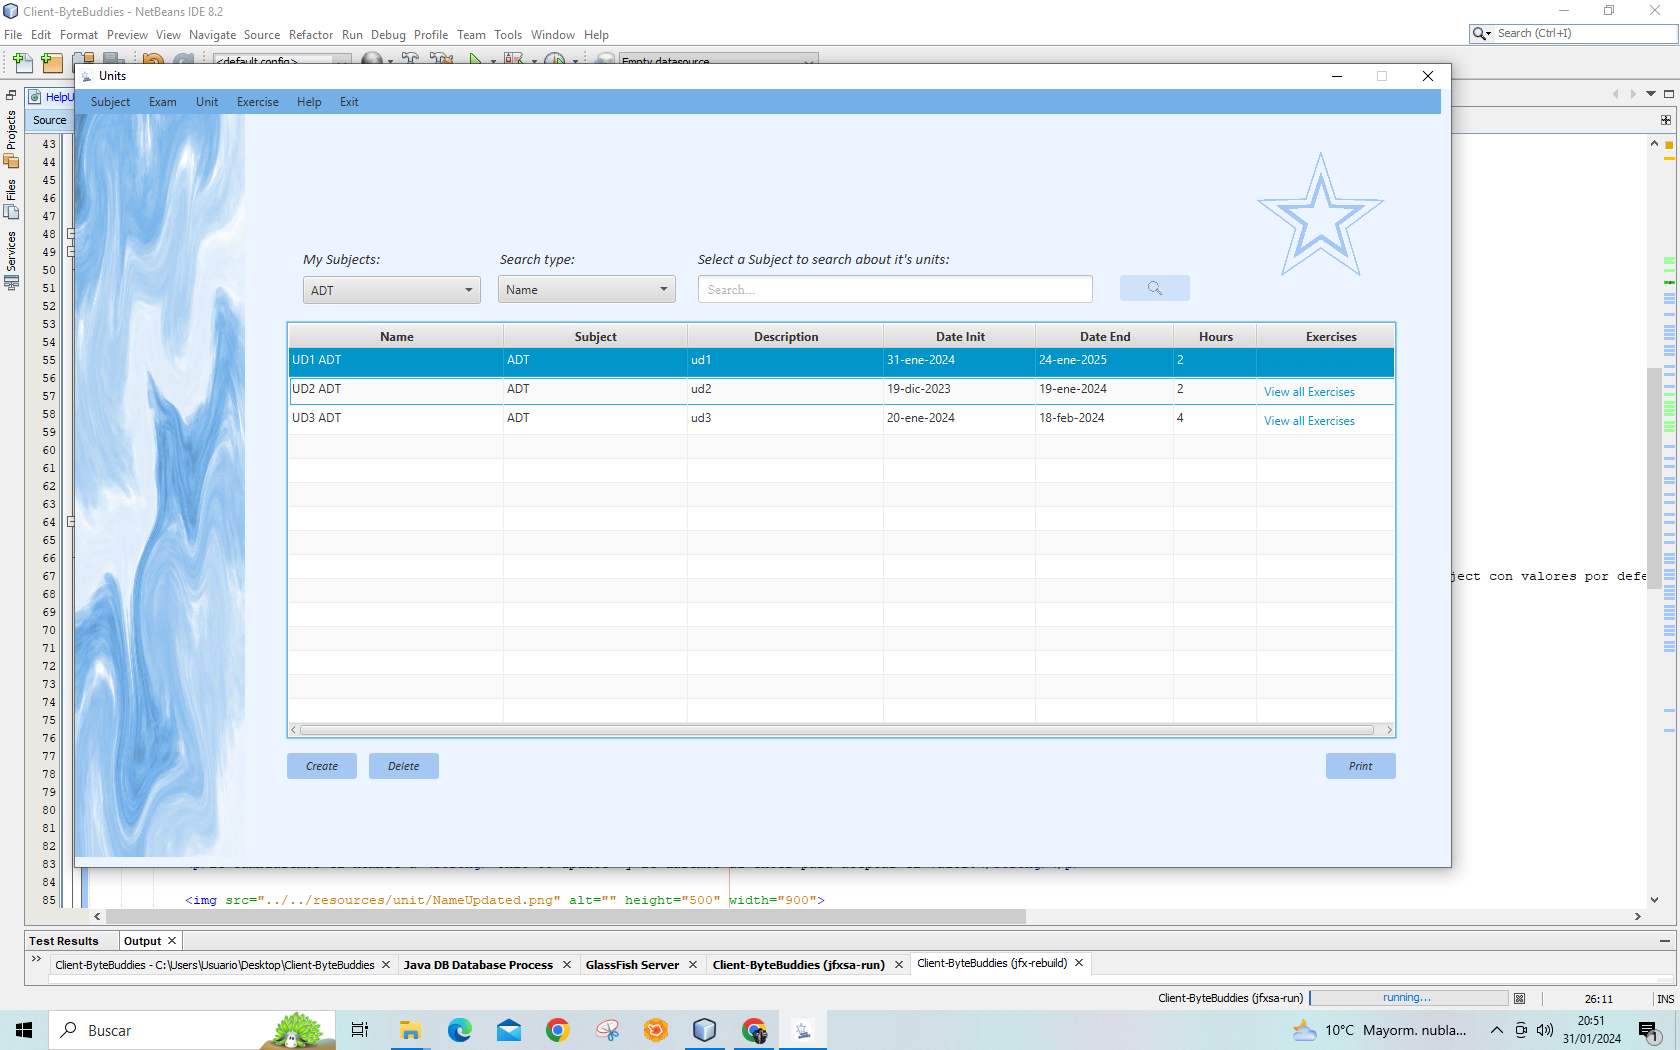 Client-ByteBuddies - NetBeans IDE 8.2
File Edit Format Preview View Navigate Source Refactor Run Debug Profile Team Tools Window Help
Search (Ctrl+I)
<default config>
Empty datasource
Units
HelpU
Subject Exam Unit Exercise Help Exit
Source
Projects
Files
Services
43
44
45
46
47
48
49
50
51
52
53
54
55
56
57
58
59
60
61
62
63
64
65
66
67
68
69
70
71
72
73
74
75
76
77
78
79
80
81
82
83
84
85
My Subjects: Search type: Select a Subject to search about it's units:
ADT Name Search...
Name Subject Description Date Init Date End Hours Exercises
UD1 ADT ADT ud1 31-ene-2024 24-ene-2025 2
UD2 ADT ADT ud2 19-dic-2023 19-ene-2024 2 View all Exercises
UD3 ADT ADT ud3 20-ene-2024 18-feb-2024 4 View all Exercises
ject con valores por defe
Create Delete Print
<img src="../../resources/unit/NameUpdated.png" alt="" height="500" width="900">
Test Results Output
Client-ByteBuddies - C:\Users\Usuario\Desktop\Client-ByteBuddies Java DB Database Process GlassFish Server Client-ByteBuddies (jfxsa-run) Client-ByteBuddies (jfx-rebuild)
Client-ByteBuddies (jfxsa-run) running... 26:11 INS
Buscar
10°C Mayorm. nubla...
20:51
31/01/2024
1